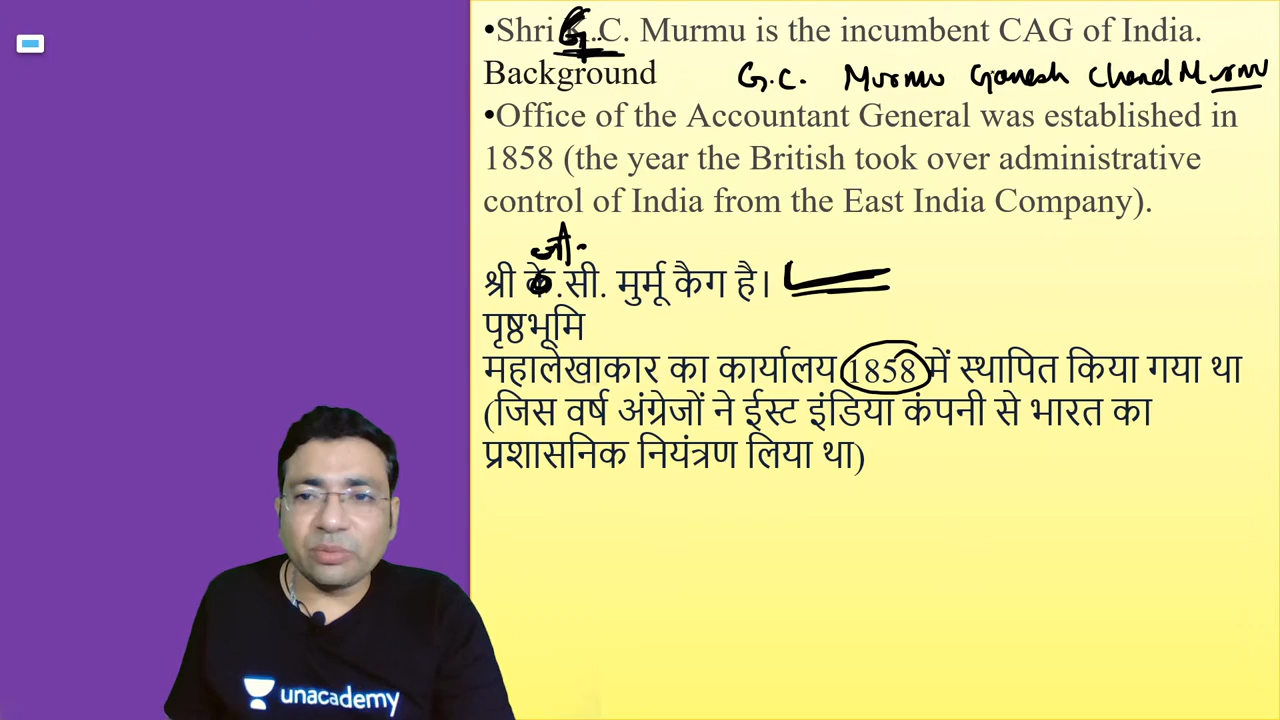 •Shri G.C. Murmu is the incumbent CAG of India.
Background
G.C. Murmu Ganesh Chand Murmu
•Office of the Accountant General was established in
1858 (the year the British took over administrative
control of India from the East India Company).
जी.
श्री के.सी. मुर्मू कैग है।
पृष्ठभूमि
महालेखाकार का कार्यालय 1858 में स्थापित किया गया था
(जिस वर्ष अंग्रेजों ने ईस्ट इंडिया कंपनी से भारत का
प्रशासनिक नियंत्रण लिया था)
unacademy